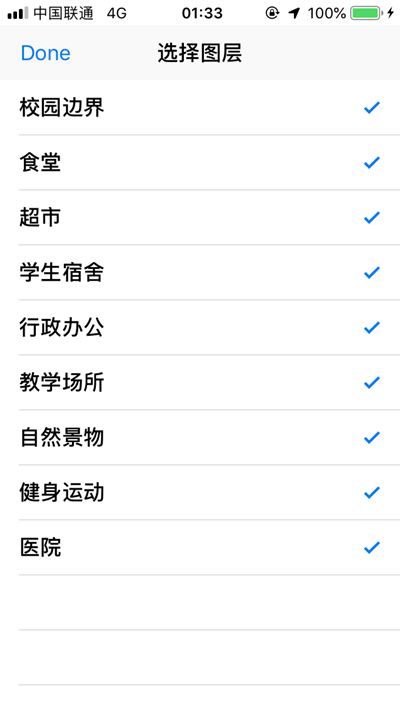 中国联通 4G 01:33 100%
Done 选择图层
校园边界
食堂
超市
学生宿舍
行政办公
教学场所
自然景物
健身运动
医院